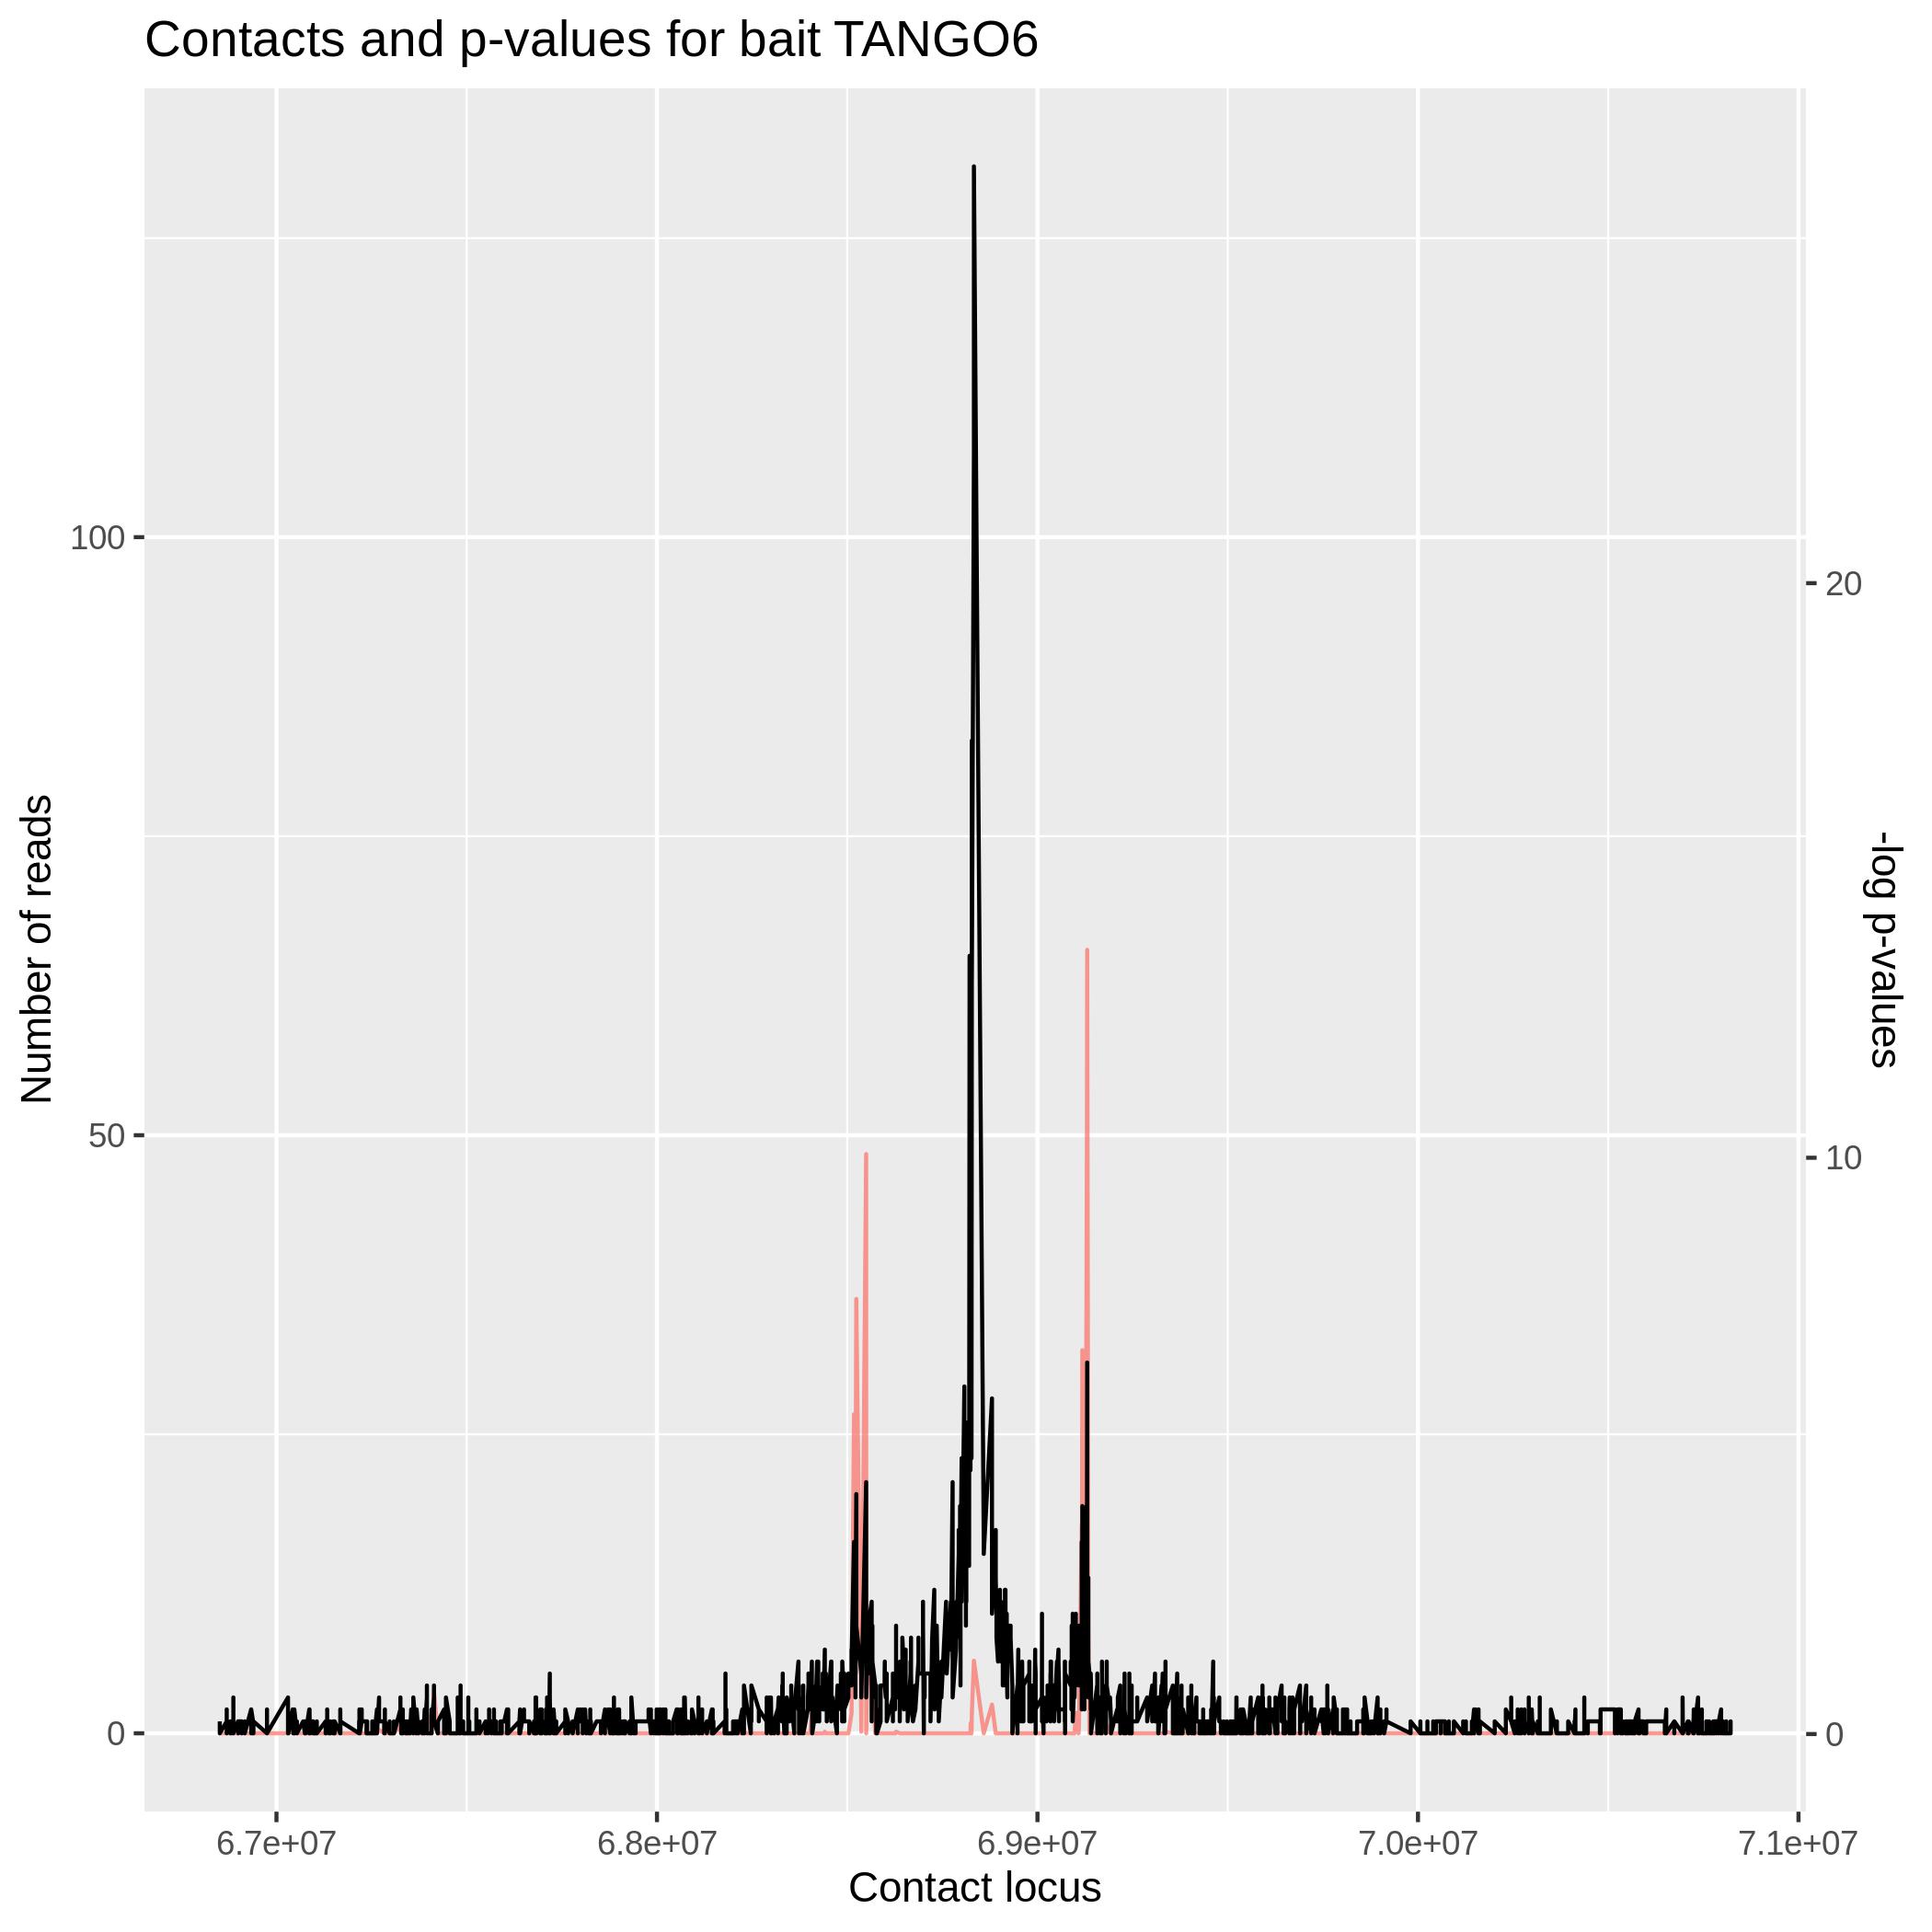 Contacts and p-values for bait TANGO6
Number of reads
100
50
0
20
10
0
-log p-values
6.7e+07
6.8e+07
6.9e+07
7.0e+07
7.1e+07
Contact locus